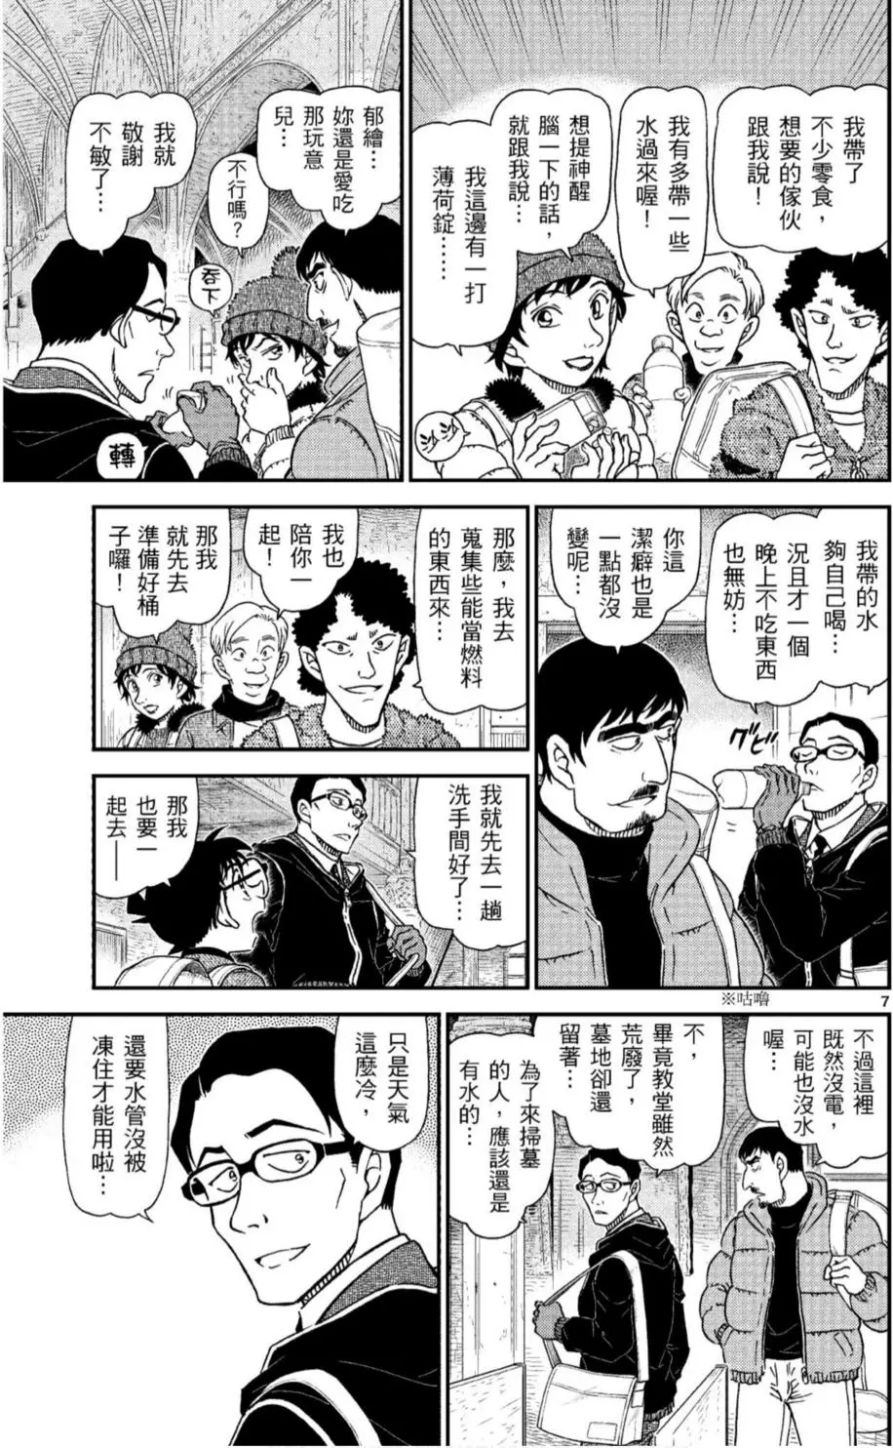 我帶了
不少零食，
想要的傢伙
跟我說！
我有多帶一些
水過來喔！
想提神醒
腦一下的話，
就跟我說…
我這邊有一打
薄荷錠……
沙沙
郁繪…
妳還是愛吃
那玩意
兒…
不行嗎？
吞下
我就
敬謝
不敏了…
轉
我帶的水
夠自己喝…
況且才一個
晚上不吃東西
也無妨…
你這
潔癖也是
一點都沒
變呢…
グビ
※咕嚕
7
那麼，我去
蒐集些能當燃料
的東西來…
我也
陪你一
起！
那我
就先去
準備好桶
子囉！
我就先去一趟
洗手間好了…
那我
也要一
起去——
不過這裡
既然沒電，
可能也沒水
喔…
不，
畢竟教堂雖然
荒廢了，
墓地卻還
留著…
為了來掃墓
的人，應該還是
有水的…
只是天氣
這麼冷，
還要水管沒被
凍住才能用啦…